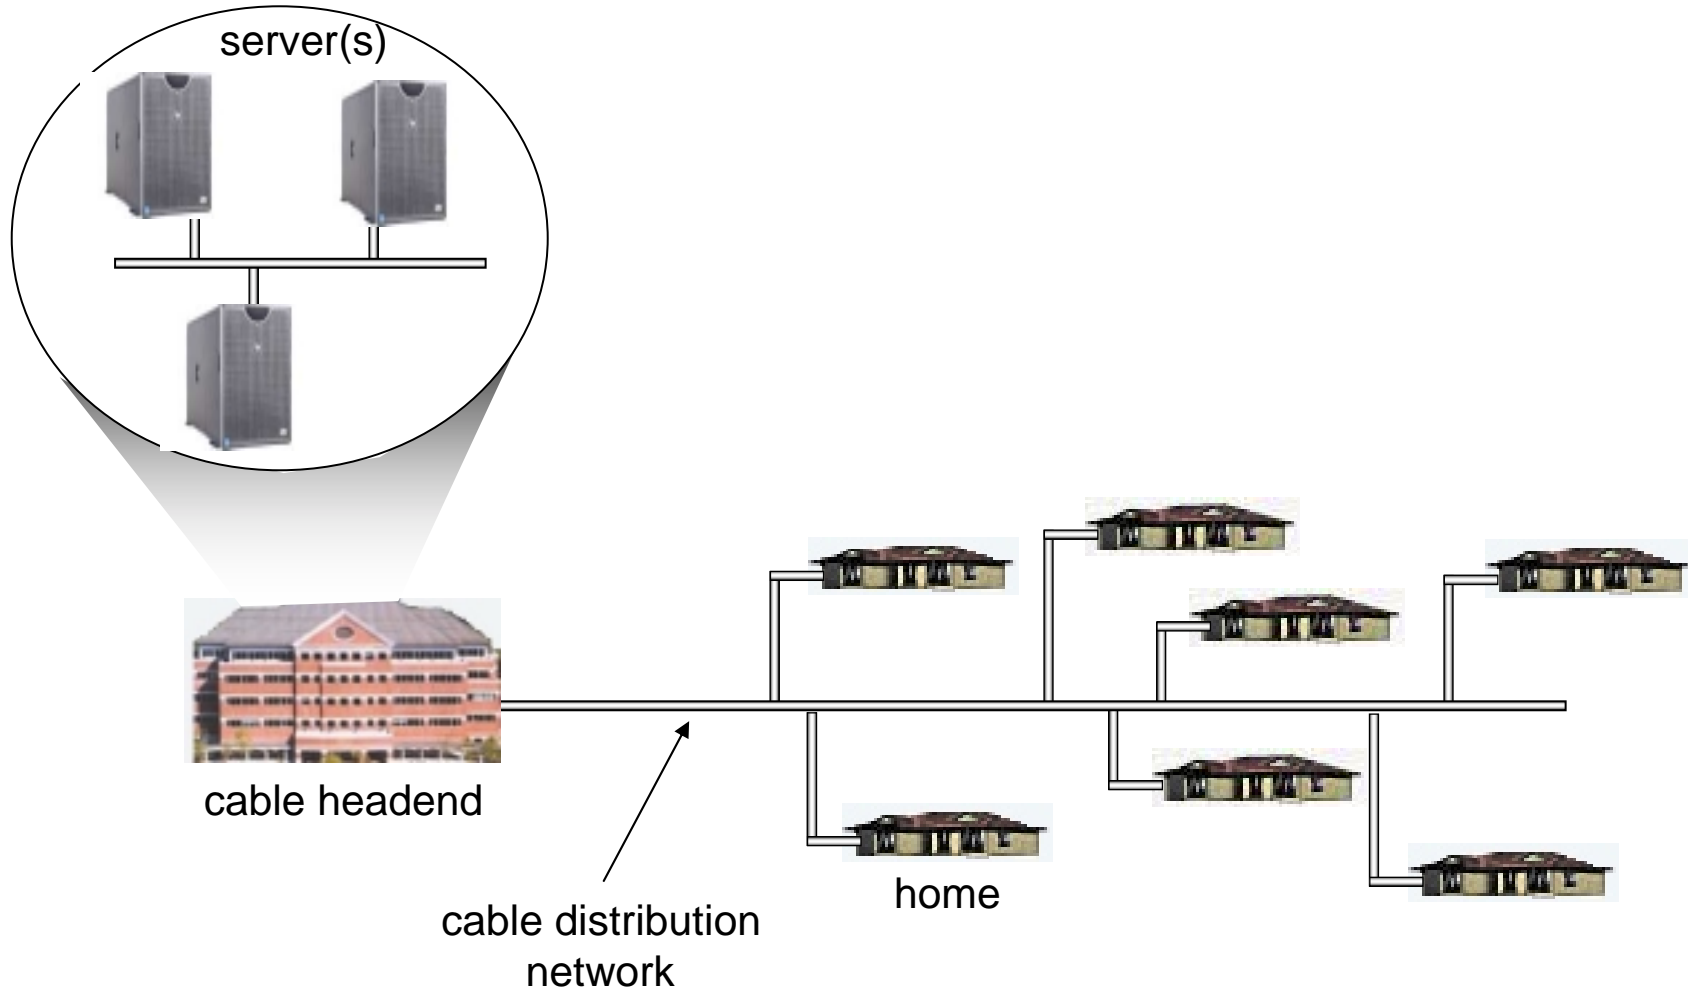 server(s)
cable headend
home
cable distribution
network